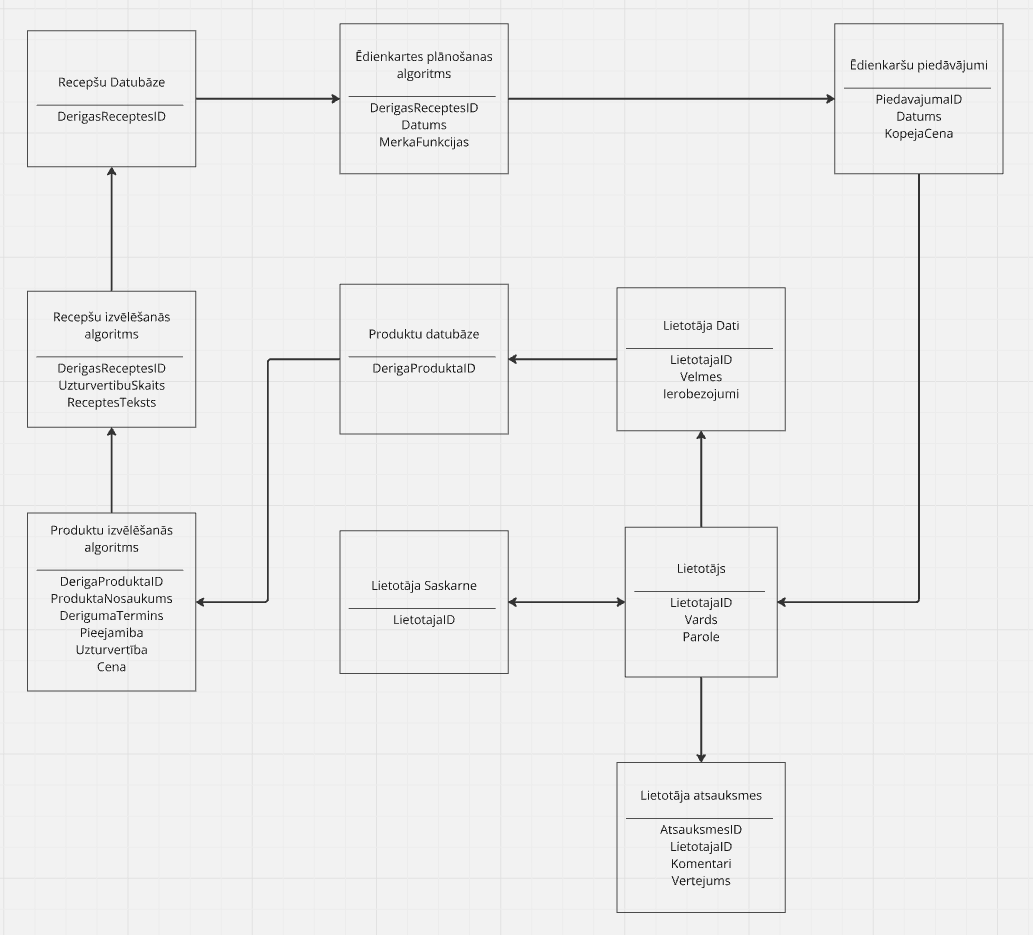 Recepšu Datubāze
DerigasReceptesID
Ēdienkartes plānošanas
algoritms
DerigasReceptesID
Datums
MerkaFunkcijas
Ēdienkaršu piedāvājumi
PiedavajumaID
Datums
KopejaCena
Recepšu izvēlēšanās
algoritms
DerigasReceptesID
UzturvertibuSkaits
ReceptesTeksts
Produktu datubāze
DerigaProduktaID
Lietotāja Dati
LietotajaID
Velmes
Ierobezojumi
Produktu izvēlēšanās
algoritms
DerigaProduktaID
ProduktaNosaukums
DerigumaTermins
Pieejamiba
Uzturvertība
Cena
Lietotāja Saskarne
LietotajaID
Lietotājs
LietotajaID
Vards
Parole
Lietotāja atsauksmes
AtsauksmesID
LietotajaID
Komentari
Vertejums